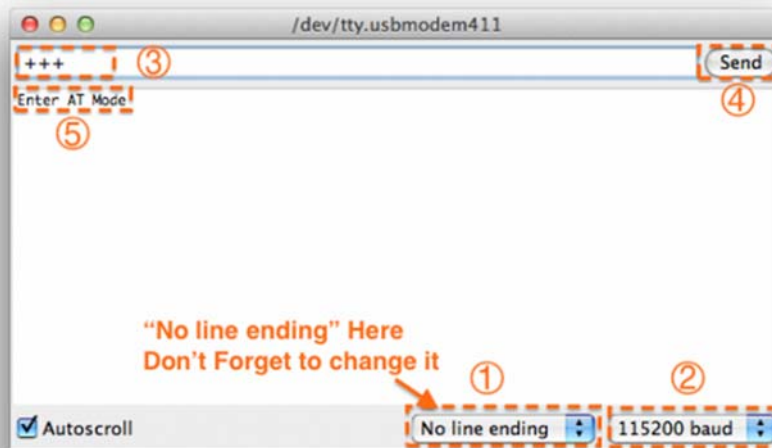 /dev/tty.usbmodem411
+++ ③ Send
Enter AT Mode ④
⑤
“No line ending” Here
Don't Forget to change it
① ②
Autoscroll No line ending 115200 baud